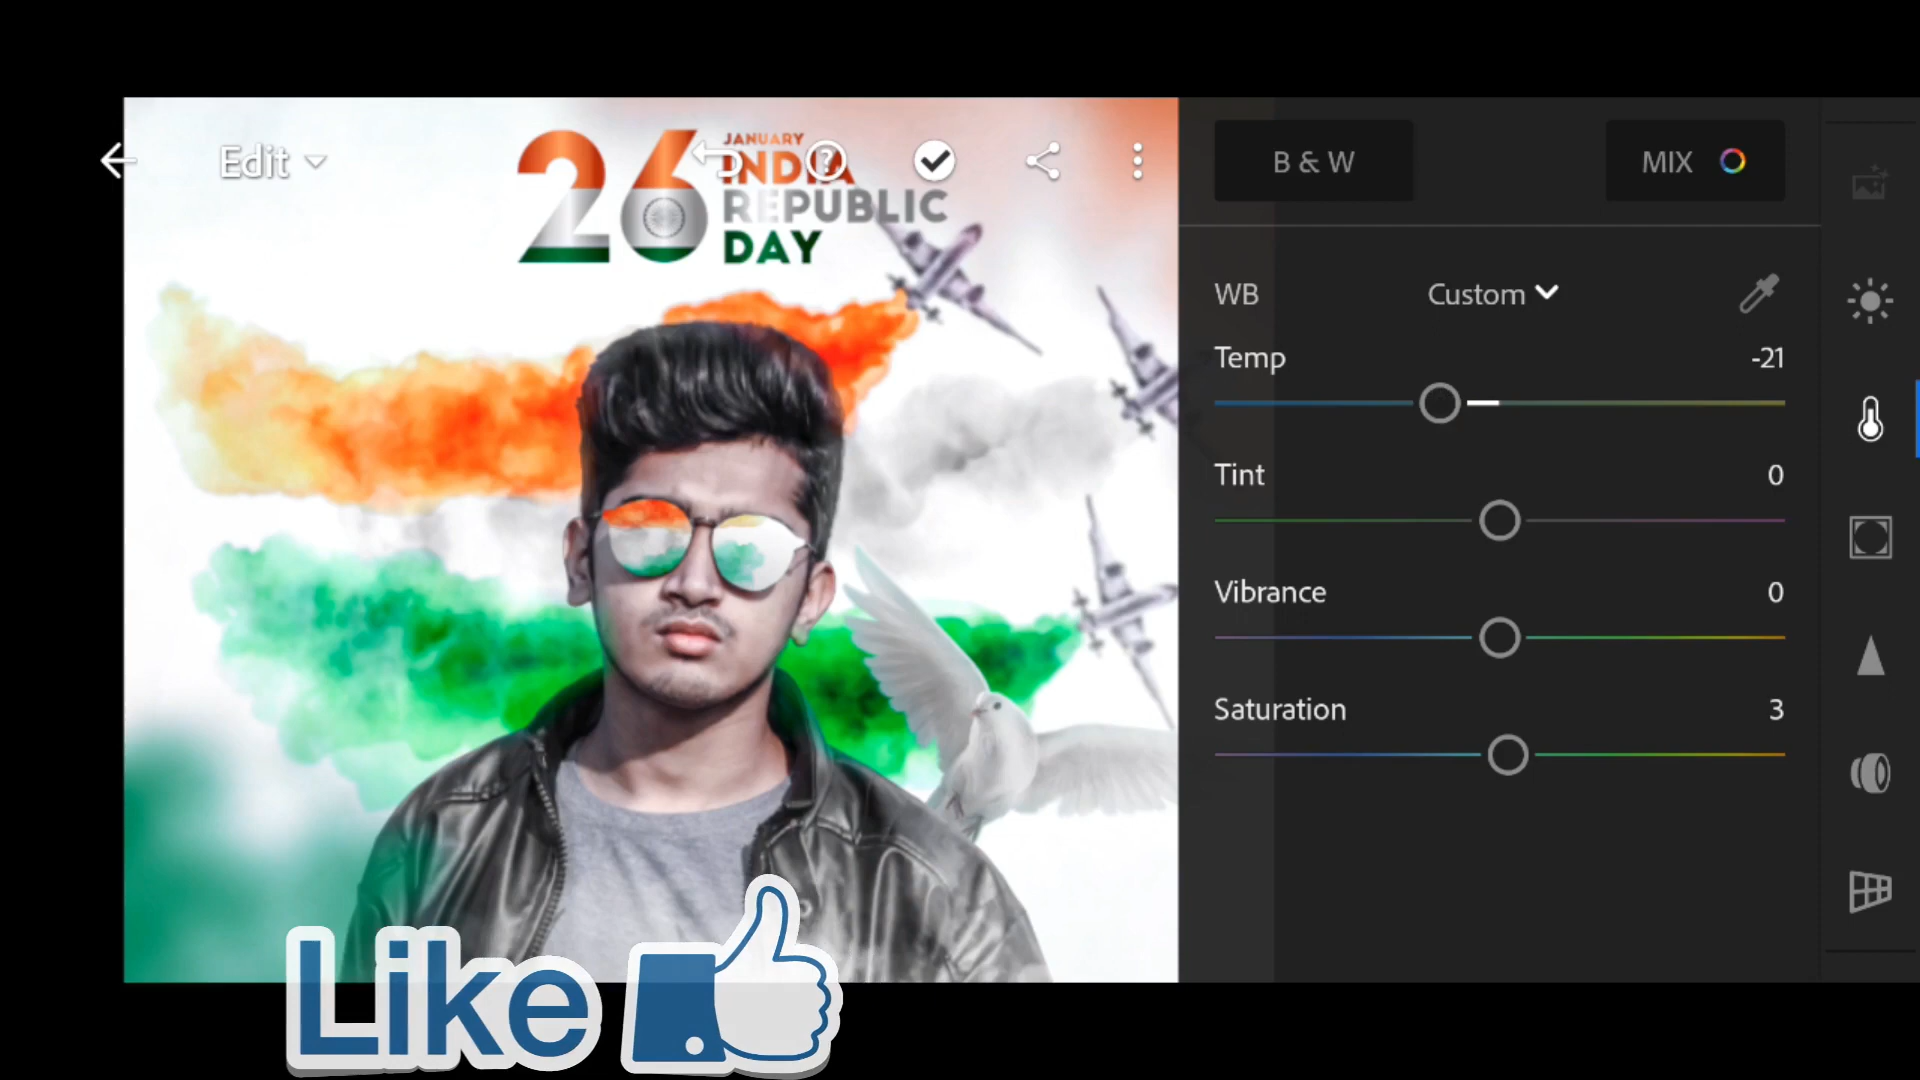 Edit
26
JANUARY
INDIA
REPUBLIC
DAY
B & W
MIX
WB
Custom
Temp
-21
Tint
0
Vibrance
0
Saturation
3
Like